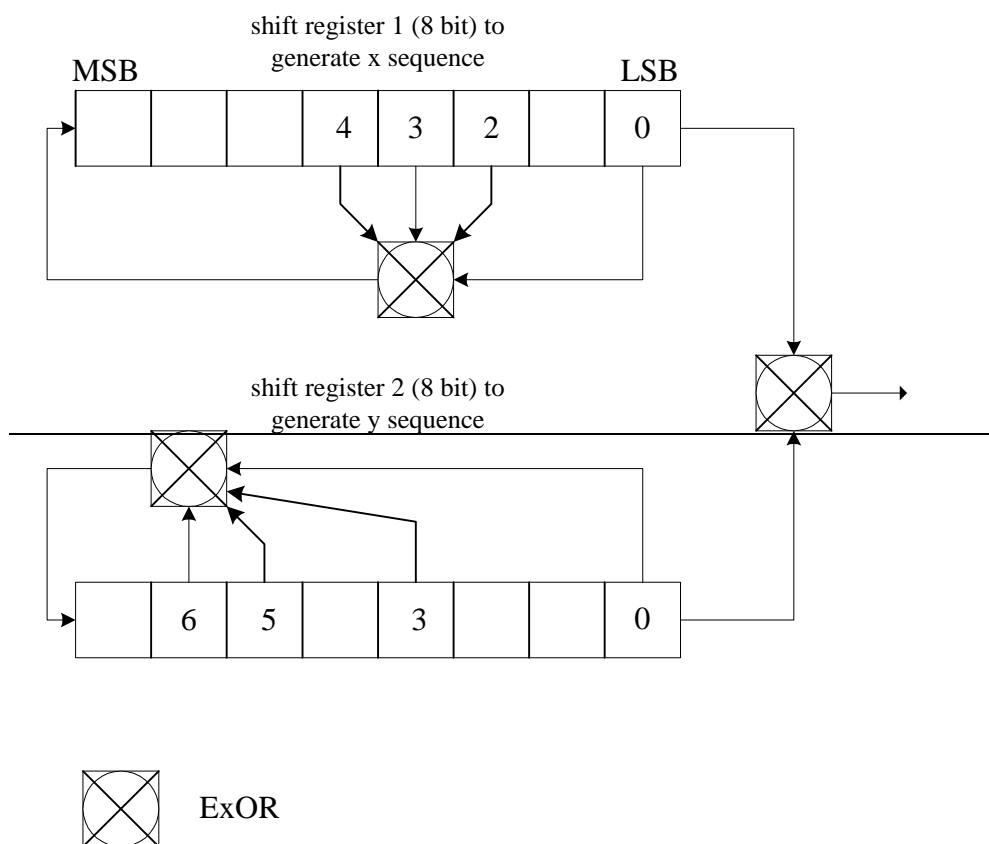 shift register 1 (8 bit) to
generate x sequence
MSB LSB
4 3 2 0
shift register 2 (8 bit) to
generate y sequence
6 5 3 0
ExOR